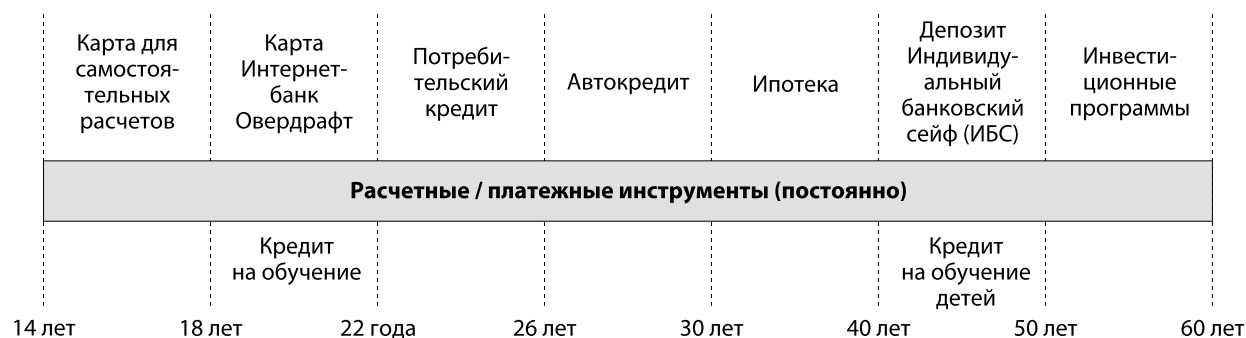 Карта для
самостоя-
тельных
расчетов
Карта
Интернет-
банк
Овердрафт
Потреби-
тельский
кредит
Автокредит
Ипотека
Депозит
Индивиду-
альный
банковский
сейф (ИБС)
Инвести-
ционные
программы
Расчетные / платежные инструменты (постоянно)
Кредит
на обучение
Кредит
на обучение
детей
14 лет 18 лет 22 года 26 лет 30 лет 40 лет 50 лет 60 лет